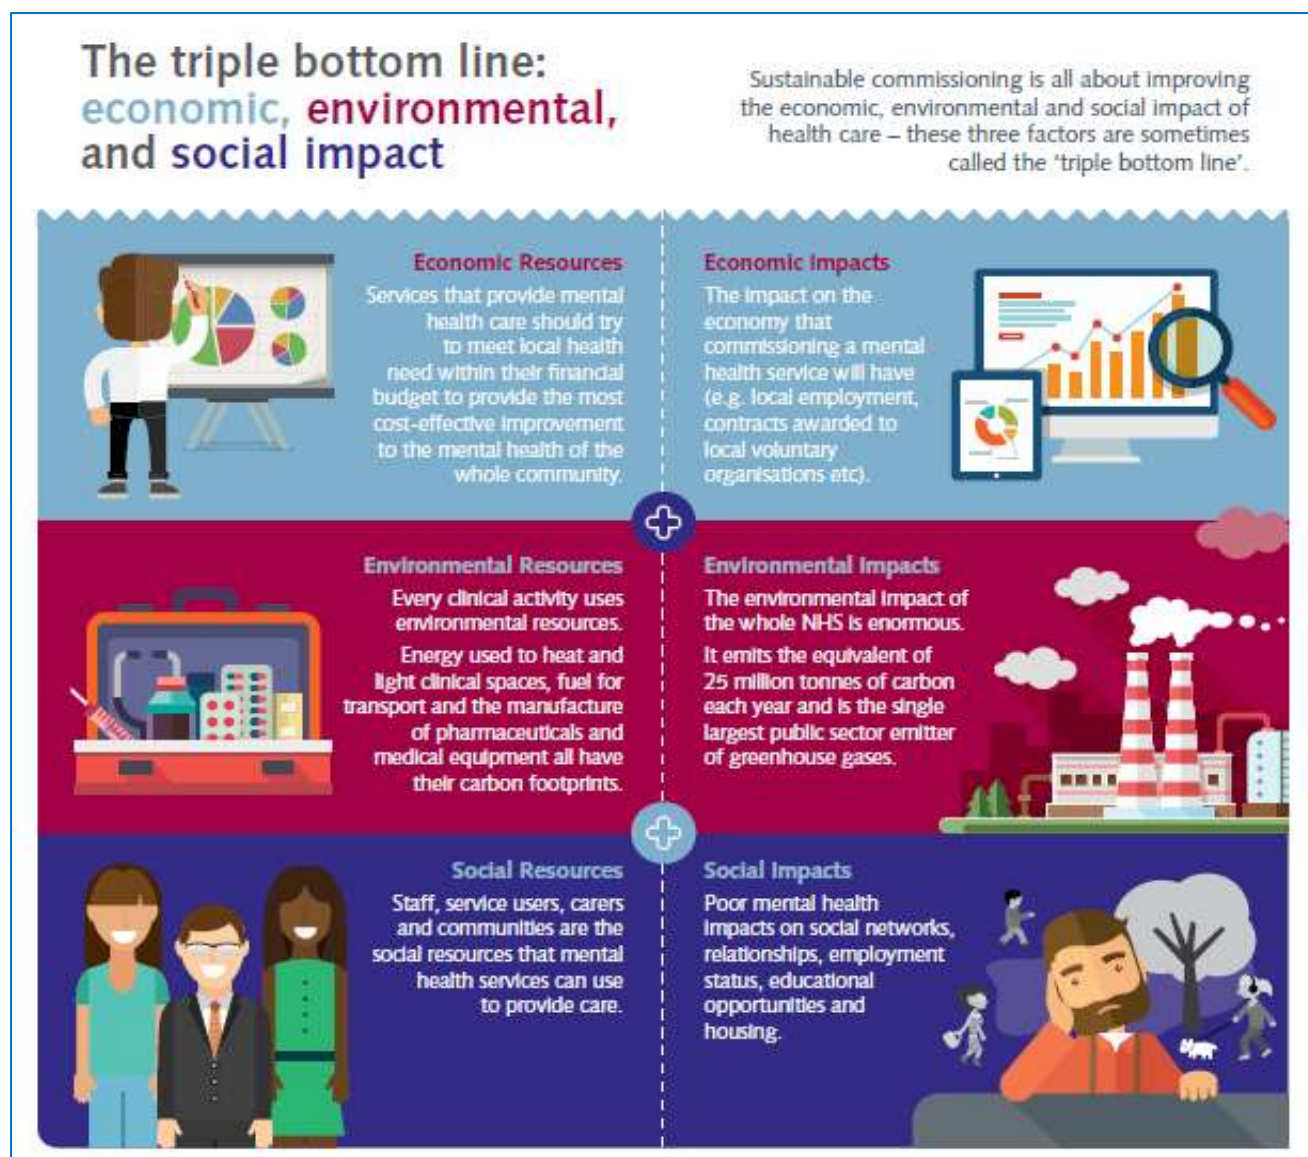 The triple bottom line:
economic, environmental,
and social impact
Sustainable commissioning is all about improving
the economic, environmental and social impact of
health care – these three factors are sometimes
called the ‘triple bottom line’.
Economic Resources
Services that provide mental
health care should try
to meet local health
need within their financial
budget to provide the most
cost-effective improvement
to the mental health of the
whole community.
Economic Impacts
The impact on the
economy that
commissioning a mental
health service will have
(e.g. local employment,
contracts awarded to
local voluntary
organisations etc).
Environmental Resources
Every clinical activity uses
environmental resources.
Energy used to heat and
light clinical spaces, fuel for
transport and the manufacture
of pharmaceuticals and
medical equipment all have
their carbon footprints.
Environmental Impacts
The environmental impact of
the whole NHS is enormous.
It emits the equivalent of
25 million tonnes of carbon
each year and is the single
largest public sector emitter
of greenhouse gases.
Social Resources
Staff, service users, carers
and communities are the
social resources that mental
health services can use
to provide care.
Social Impacts
Poor mental health
impacts on social networks,
relationships, employment
status, educational
opportunities and
housing.